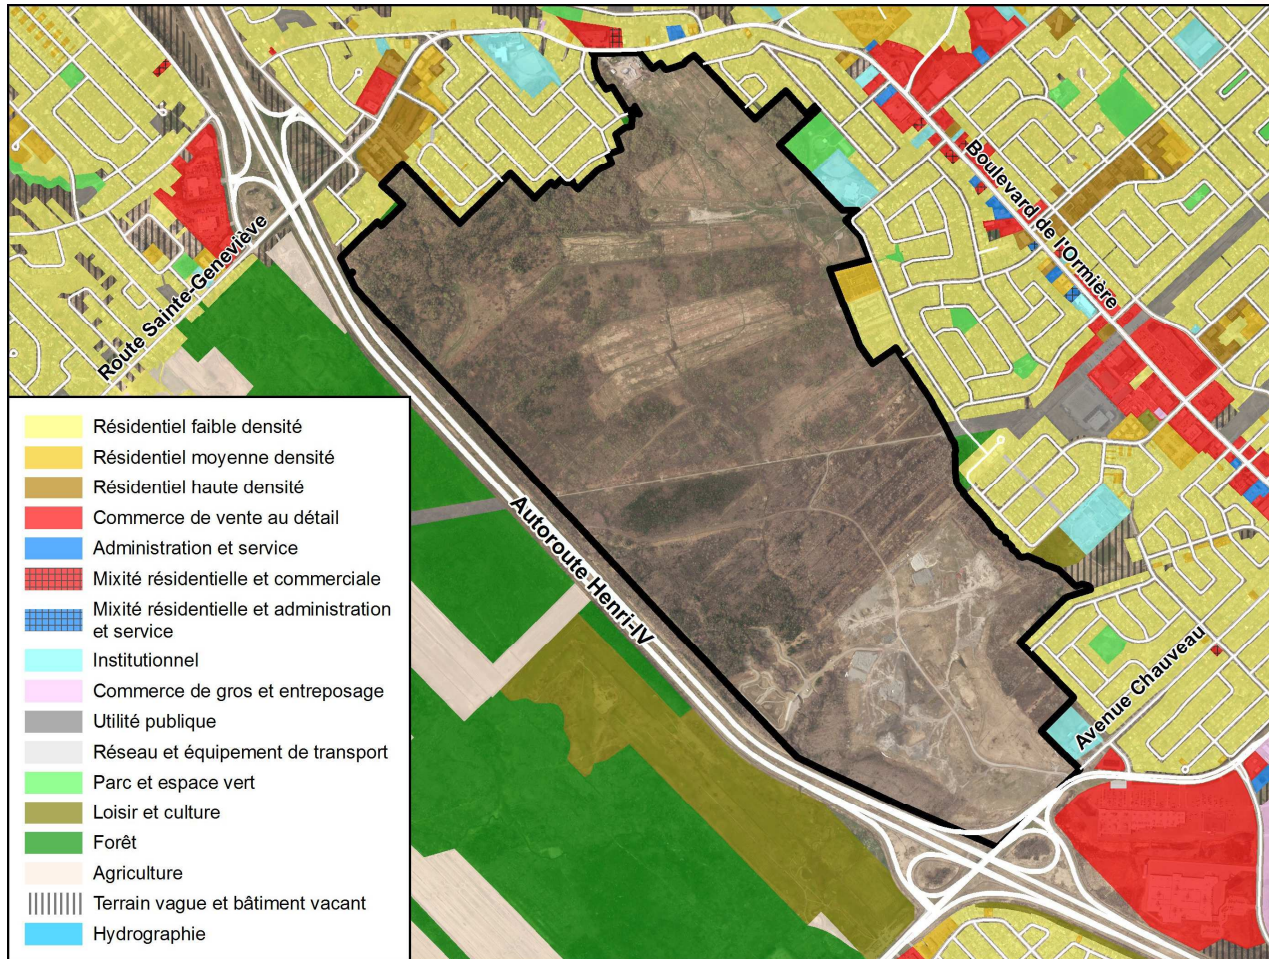 Boulevard de l'Ormière
Route Sainte-Geneviève
Autoroute Henri-IV
Avenue Chauveau
Résidentiel faible densité
Résidentiel moyenne densité
Résidentiel haute densité
Commerce de vente au détail
Administration et service
Mixité résidentielle et commerciale
Mixité résidentielle et administration
et service
Institutionnel
Commerce de gros et entreposage
Utilité publique
Réseau et équipement de transport
Parc et espace vert
Loisir et culture
Forêt
Agriculture
Terrain vague et bâtiment vacant
Hydrographie